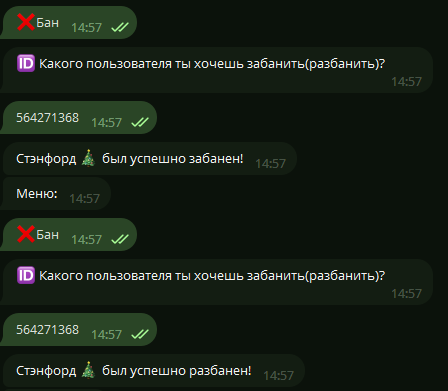 ❌Бан 14:57
🆔 Какого пользователя ты хочешь забанить(разбанить)?
14:57
564271368 14:57
Стэнфорд 🎄 был успешно забанен! 14:57
Меню: 14:57
❌Бан 14:57
🆔 Какого пользователя ты хочешь забанить(разбанить)?
14:57
564271368 14:57
Стэнфорд 🎄 был успешно разбанен! 14:57